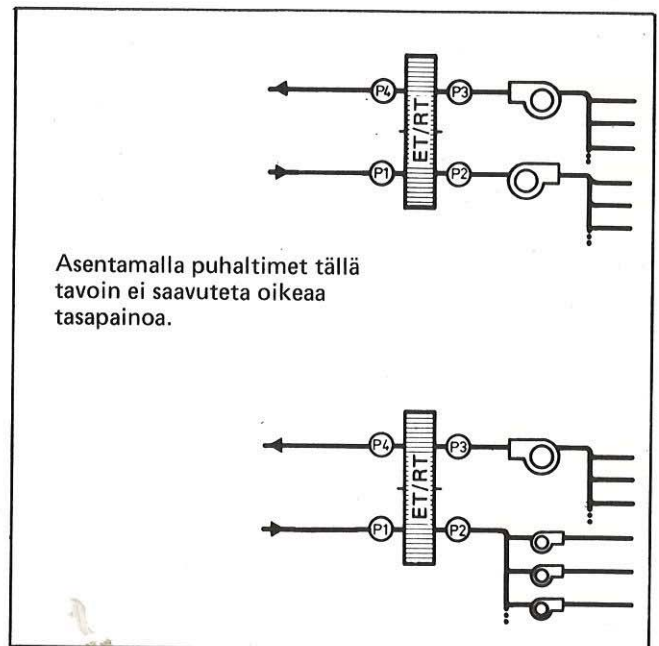 P4 P3
ET/RT
P1 P2
Asentamalla puhaltimet tällä
tavoin ei saavuteta oikeaa
tasapainoa.
P4 P3
ET/RT
P1 P2